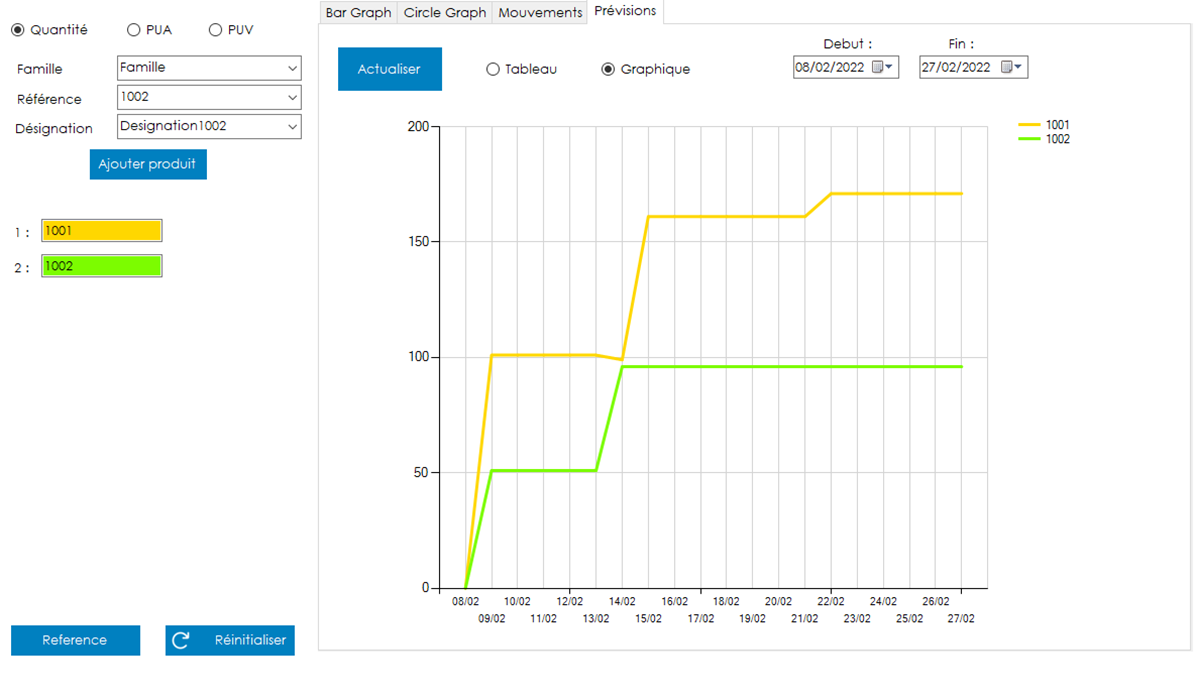 Bar Graph Circle Graph Mouvements Prévisions
Quantité PUA PUV
Famille Famille
Référence 1002
Désignation Designation1002
Ajouter produit
1 : 1001
2 : 1002
Reference Réinitialiser
Actualiser Tableau Graphique
Debut : Fin :
08/02/2022 27/02/2022
1001
1002
200
150
100
50
0
08/02 10/02 12/02 14/02 16/02 18/02 20/02 22/02 24/02 26/02
09/02 11/02 13/02 15/02 17/02 19/02 21/02 23/02 25/02 27/02